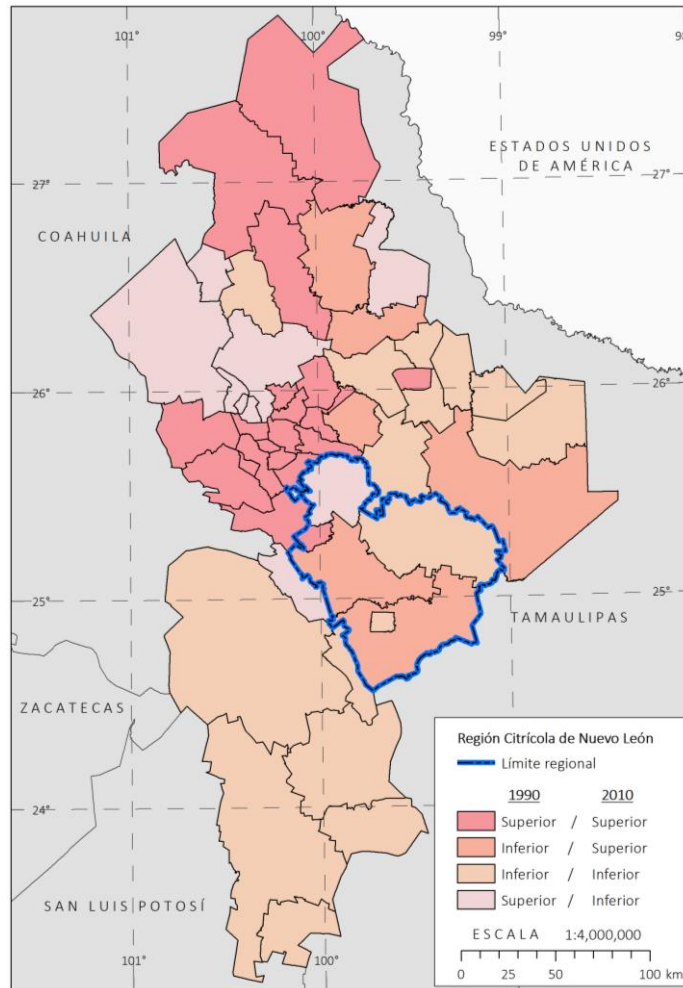 101°
100°
99°
98
ESTADOS UNIDOS
DE AMÉRICA
27°
27°
COAHUILA
26°
26°
25°
25°
TAMAULIPAS
ZACATECAS
24°
SAN LUIS POTOSÍ
101°
100°
Región Citrícola de Nuevo León
Límite regional
1990 2010
Superior / Superior
Inferior / Superior
Inferior / Inferior
Superior / Inferior
ESCALA 1:4,000,000
0 25 50 100 km